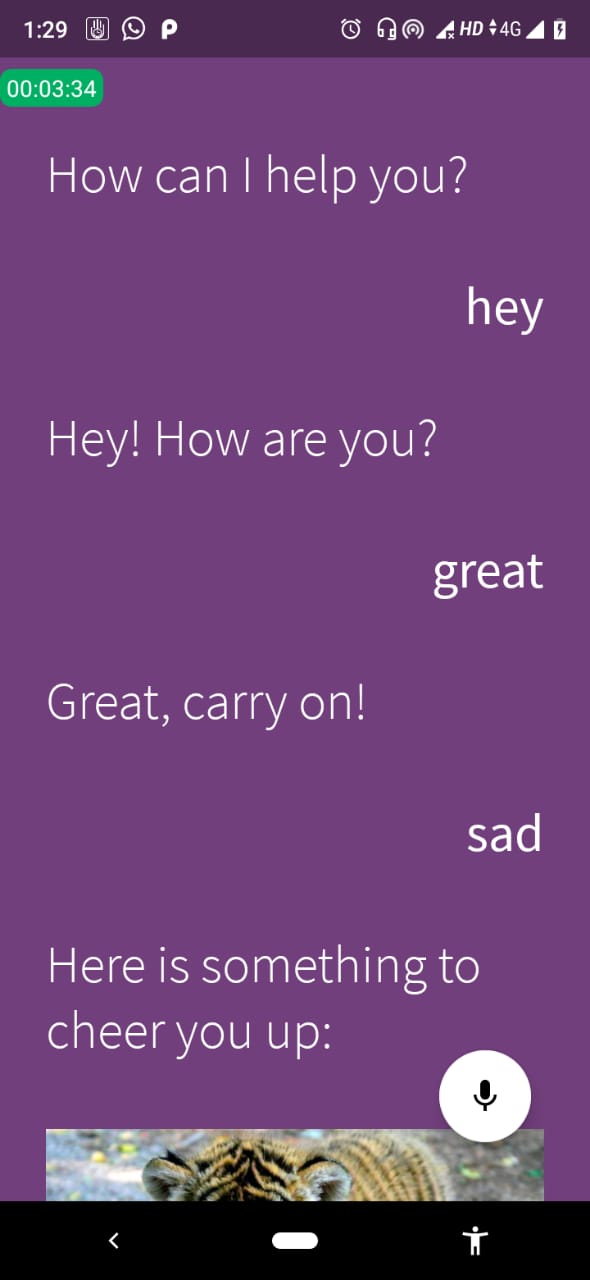 1:29 HD 4G
00:03:34
How can I help you?
hey
Hey! How are you?
great
Great, carry on!
sad
Here is something to
cheer you up: